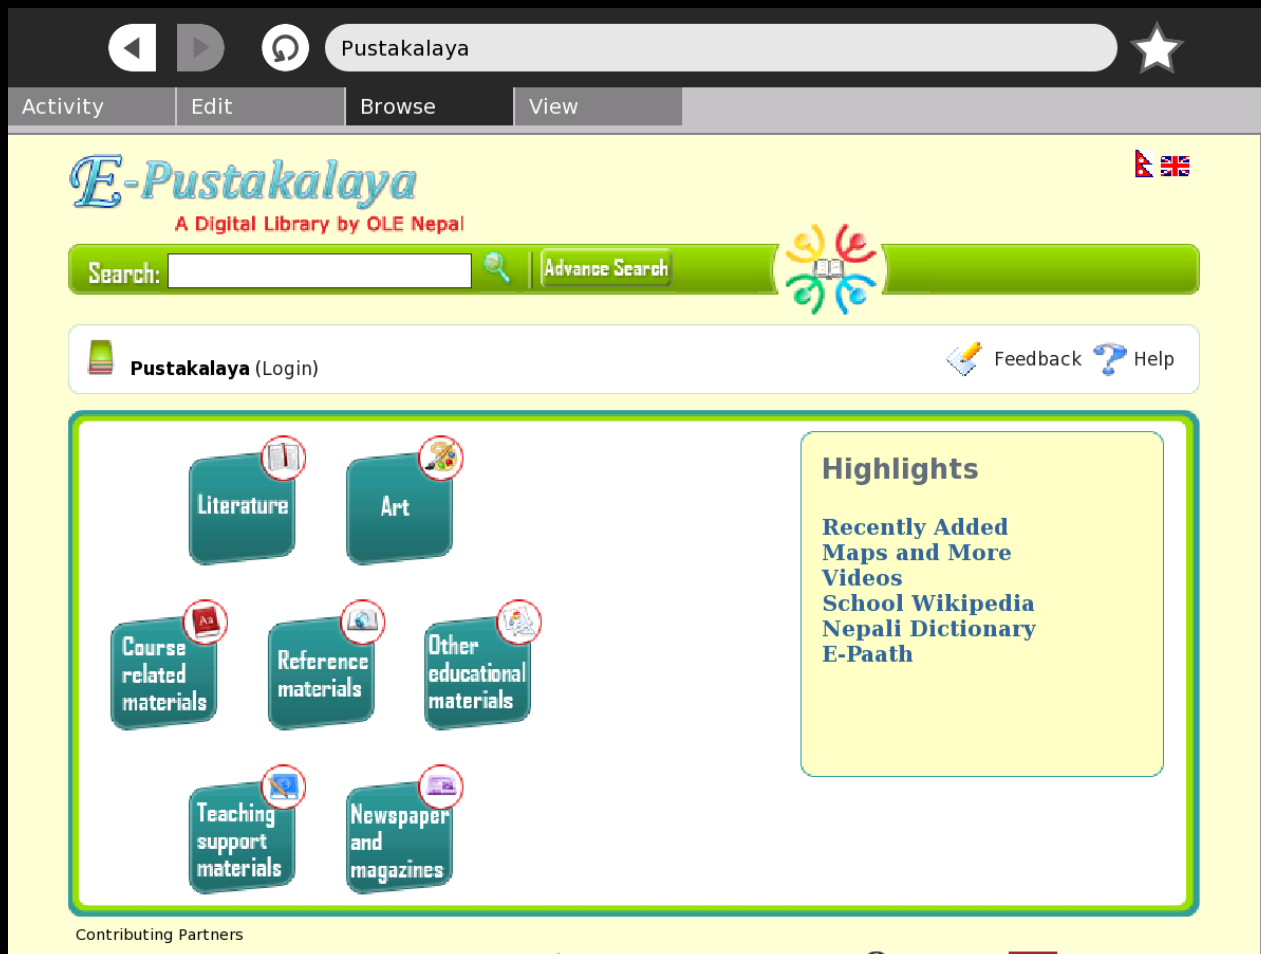 Pustakalaya
Activity Edit Browse View
E-Pustakalaya
A Digital Library by OLE Nepal
Search: Advance Search
Pustakalaya (Login) Feedback Help
Literature
Art
Course
related
materials
Reference
materials
Other
educational
materials
Teaching
support
materials
Newspaper
and
magazines
Highlights
Recently Added
Maps and More
Videos
School Wikipedia
Nepali Dictionary
E-Paath
Contributing Partners